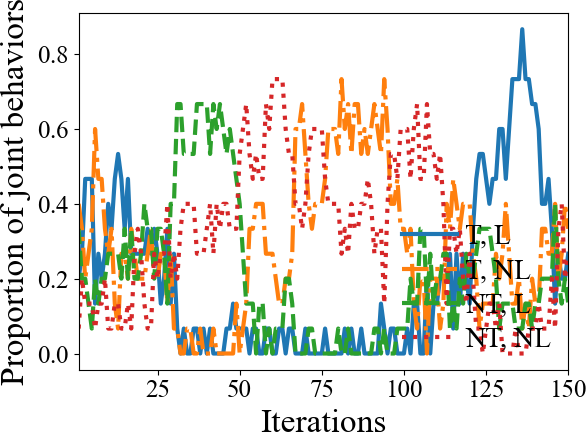 Proportion of joint behaviors
0.8
0.6
0.4
0.2
0.0
T, L
T, NL
NT, L
NT, NL
25 50 75 100 125 150
Iterations